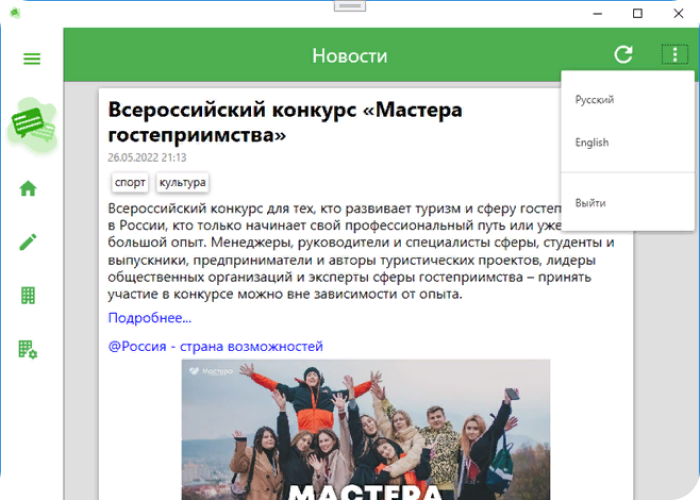 Новости
Русский
English
Выйти
Всероссийский конкурс «Мастера
гостеприимства»
26.05.2022 21:13
спорт культура
Всероссийский конкурс для тех, кто развивает туризм и сферу
в России, кто только начинает свой профессиональный путь или уже
большой опыт. Менеджеры, руководители и специалисты сферы, студенты и
выпускники, предприниматели и авторы туристических проектов, лидеры
общественных организаций и эксперты сферы гостеприимства – принять
участие в конкурсе можно вне зависимости от опыта.
Подробнее...
@Россия - страна возможностей
Мастера
МАСТЕРА